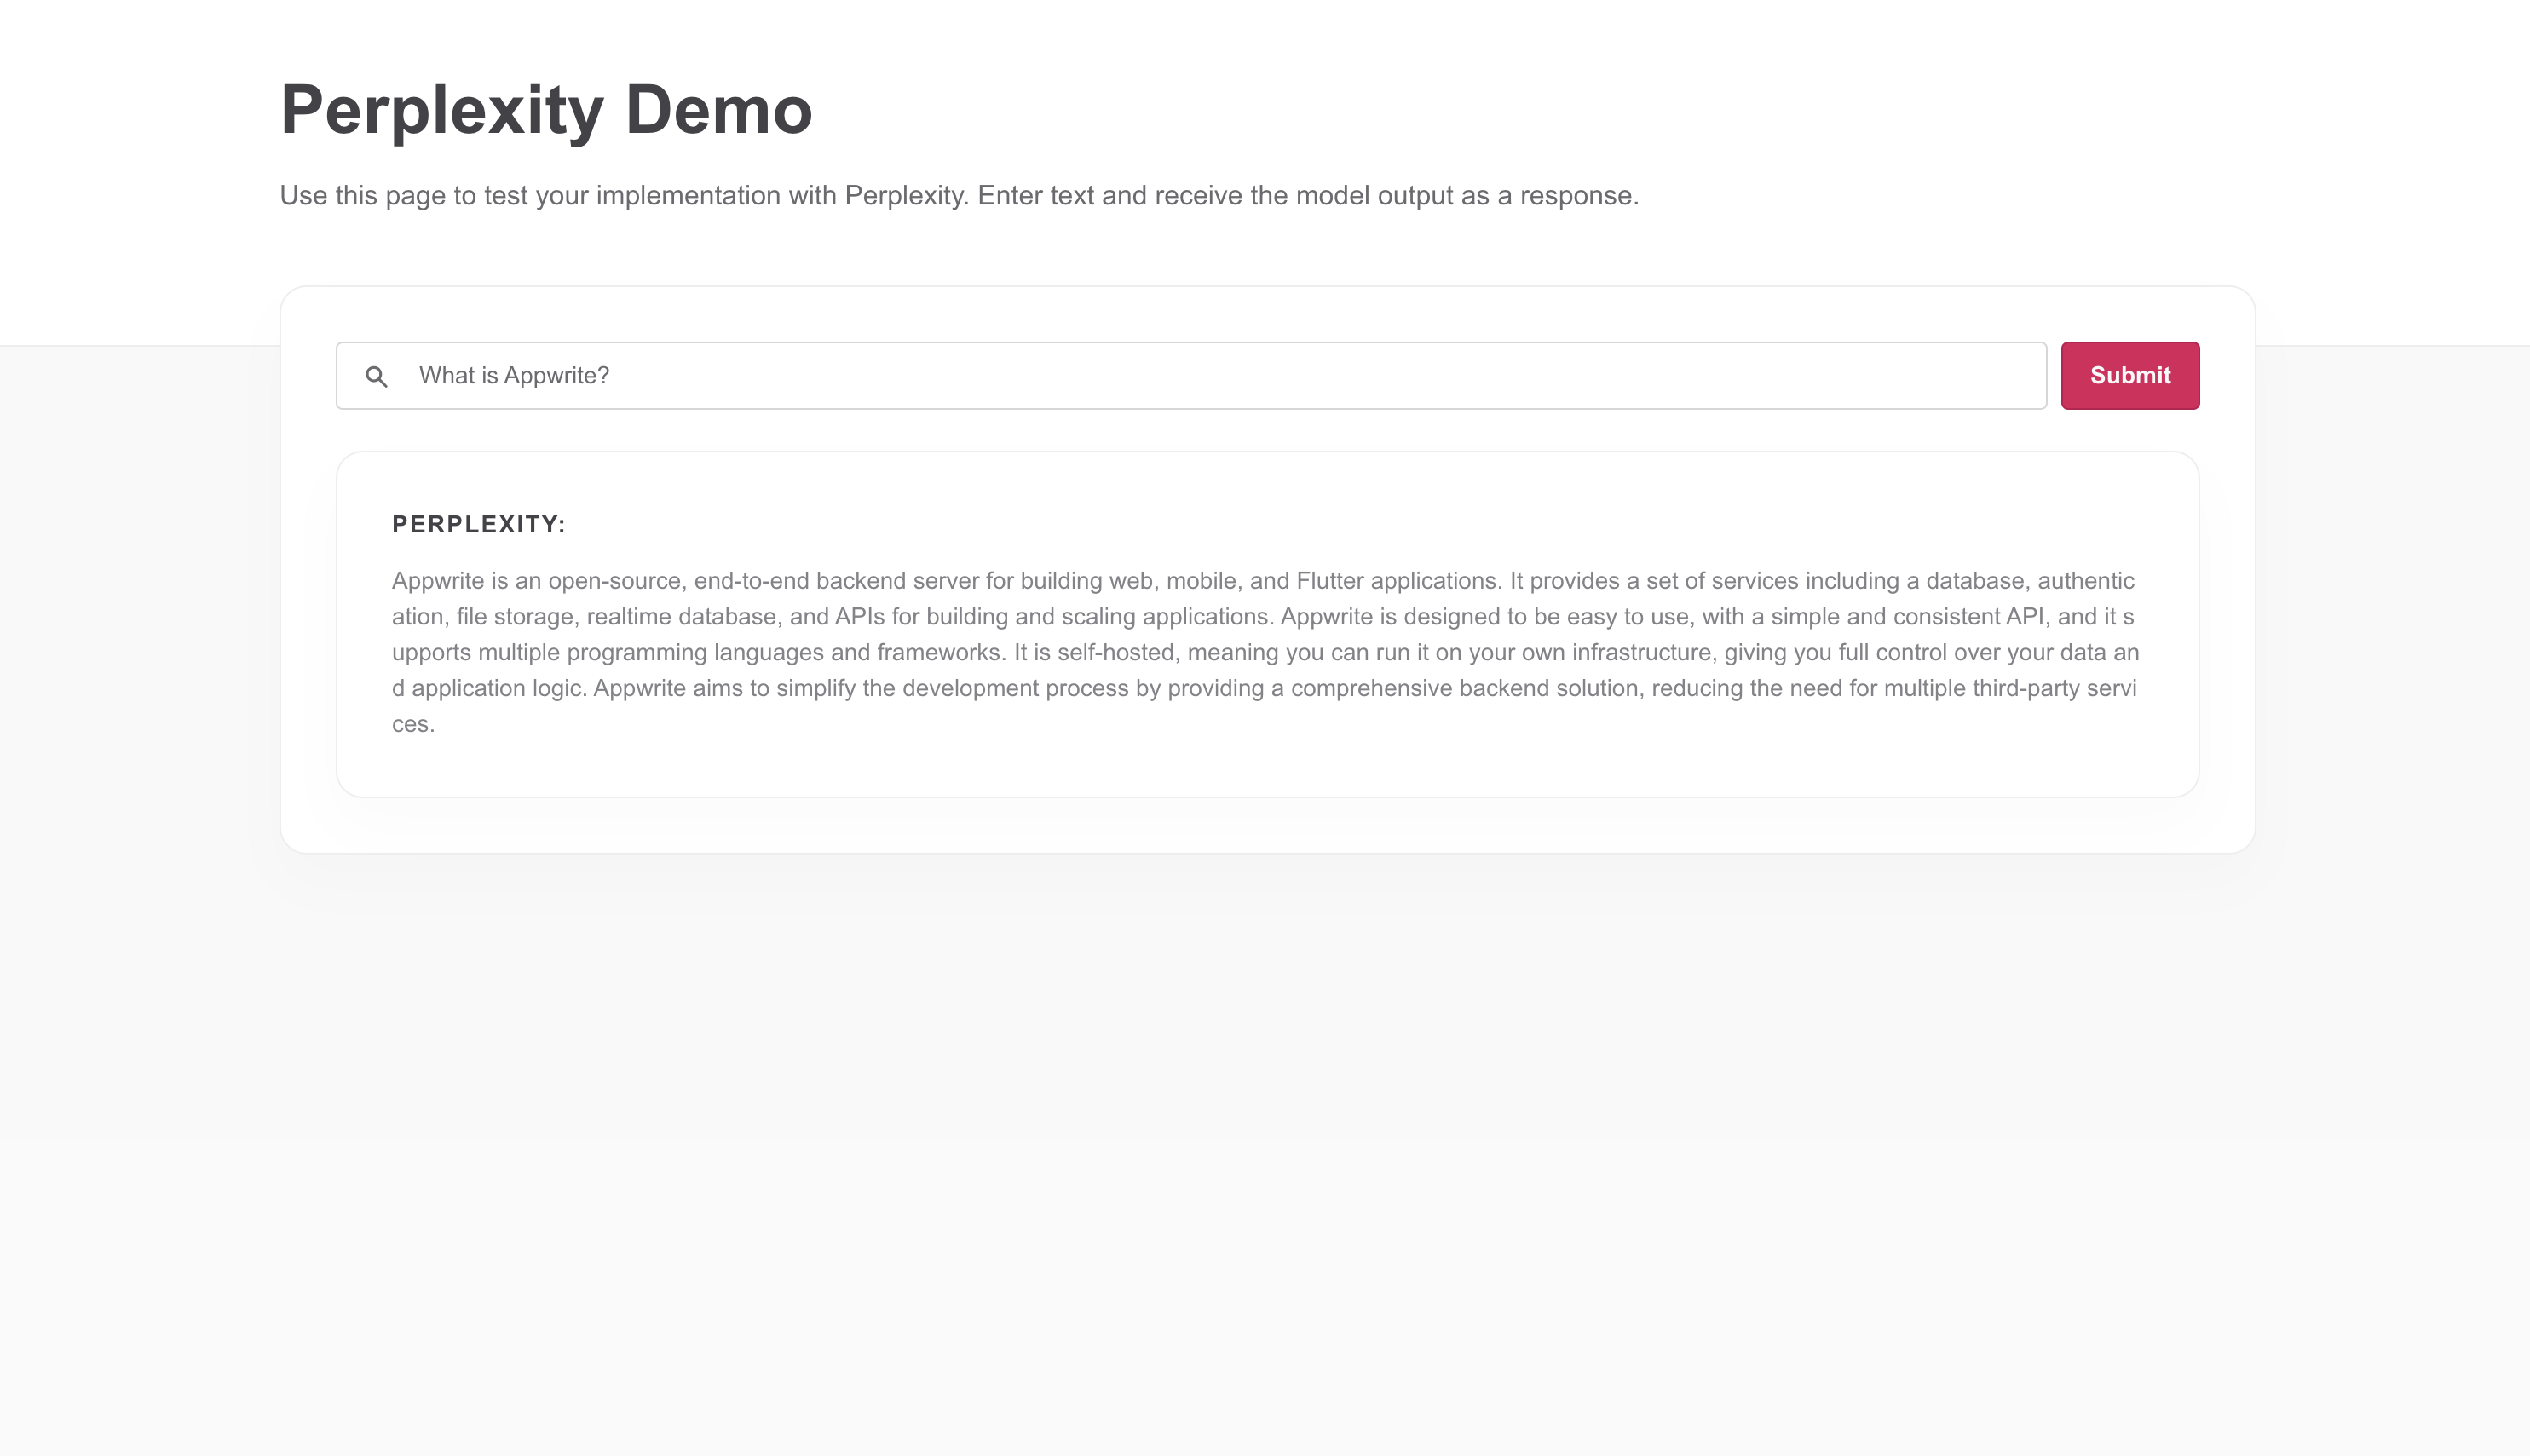 Perplexity Demo
Use this page to test your implementation with Perplexity. Enter text and receive the model output as a response.
What is Appwrite?
Submit
PERPLEXITY:
Appwrite is an open-source, end-to-end backend server for building web, mobile, and Flutter applications. It provides a set of services including a database, authentic
ation, file storage, realtime database, and APIs for building and scaling applications. Appwrite is designed to be easy to use, with a simple and consistent API, and it s
upports multiple programming languages and frameworks. It is self-hosted, meaning you can run it on your own infrastructure, giving you full control over your data an
d application logic. Appwrite aims to simplify the development process by providing a comprehensive backend solution, reducing the need for multiple third-party servi
ces.